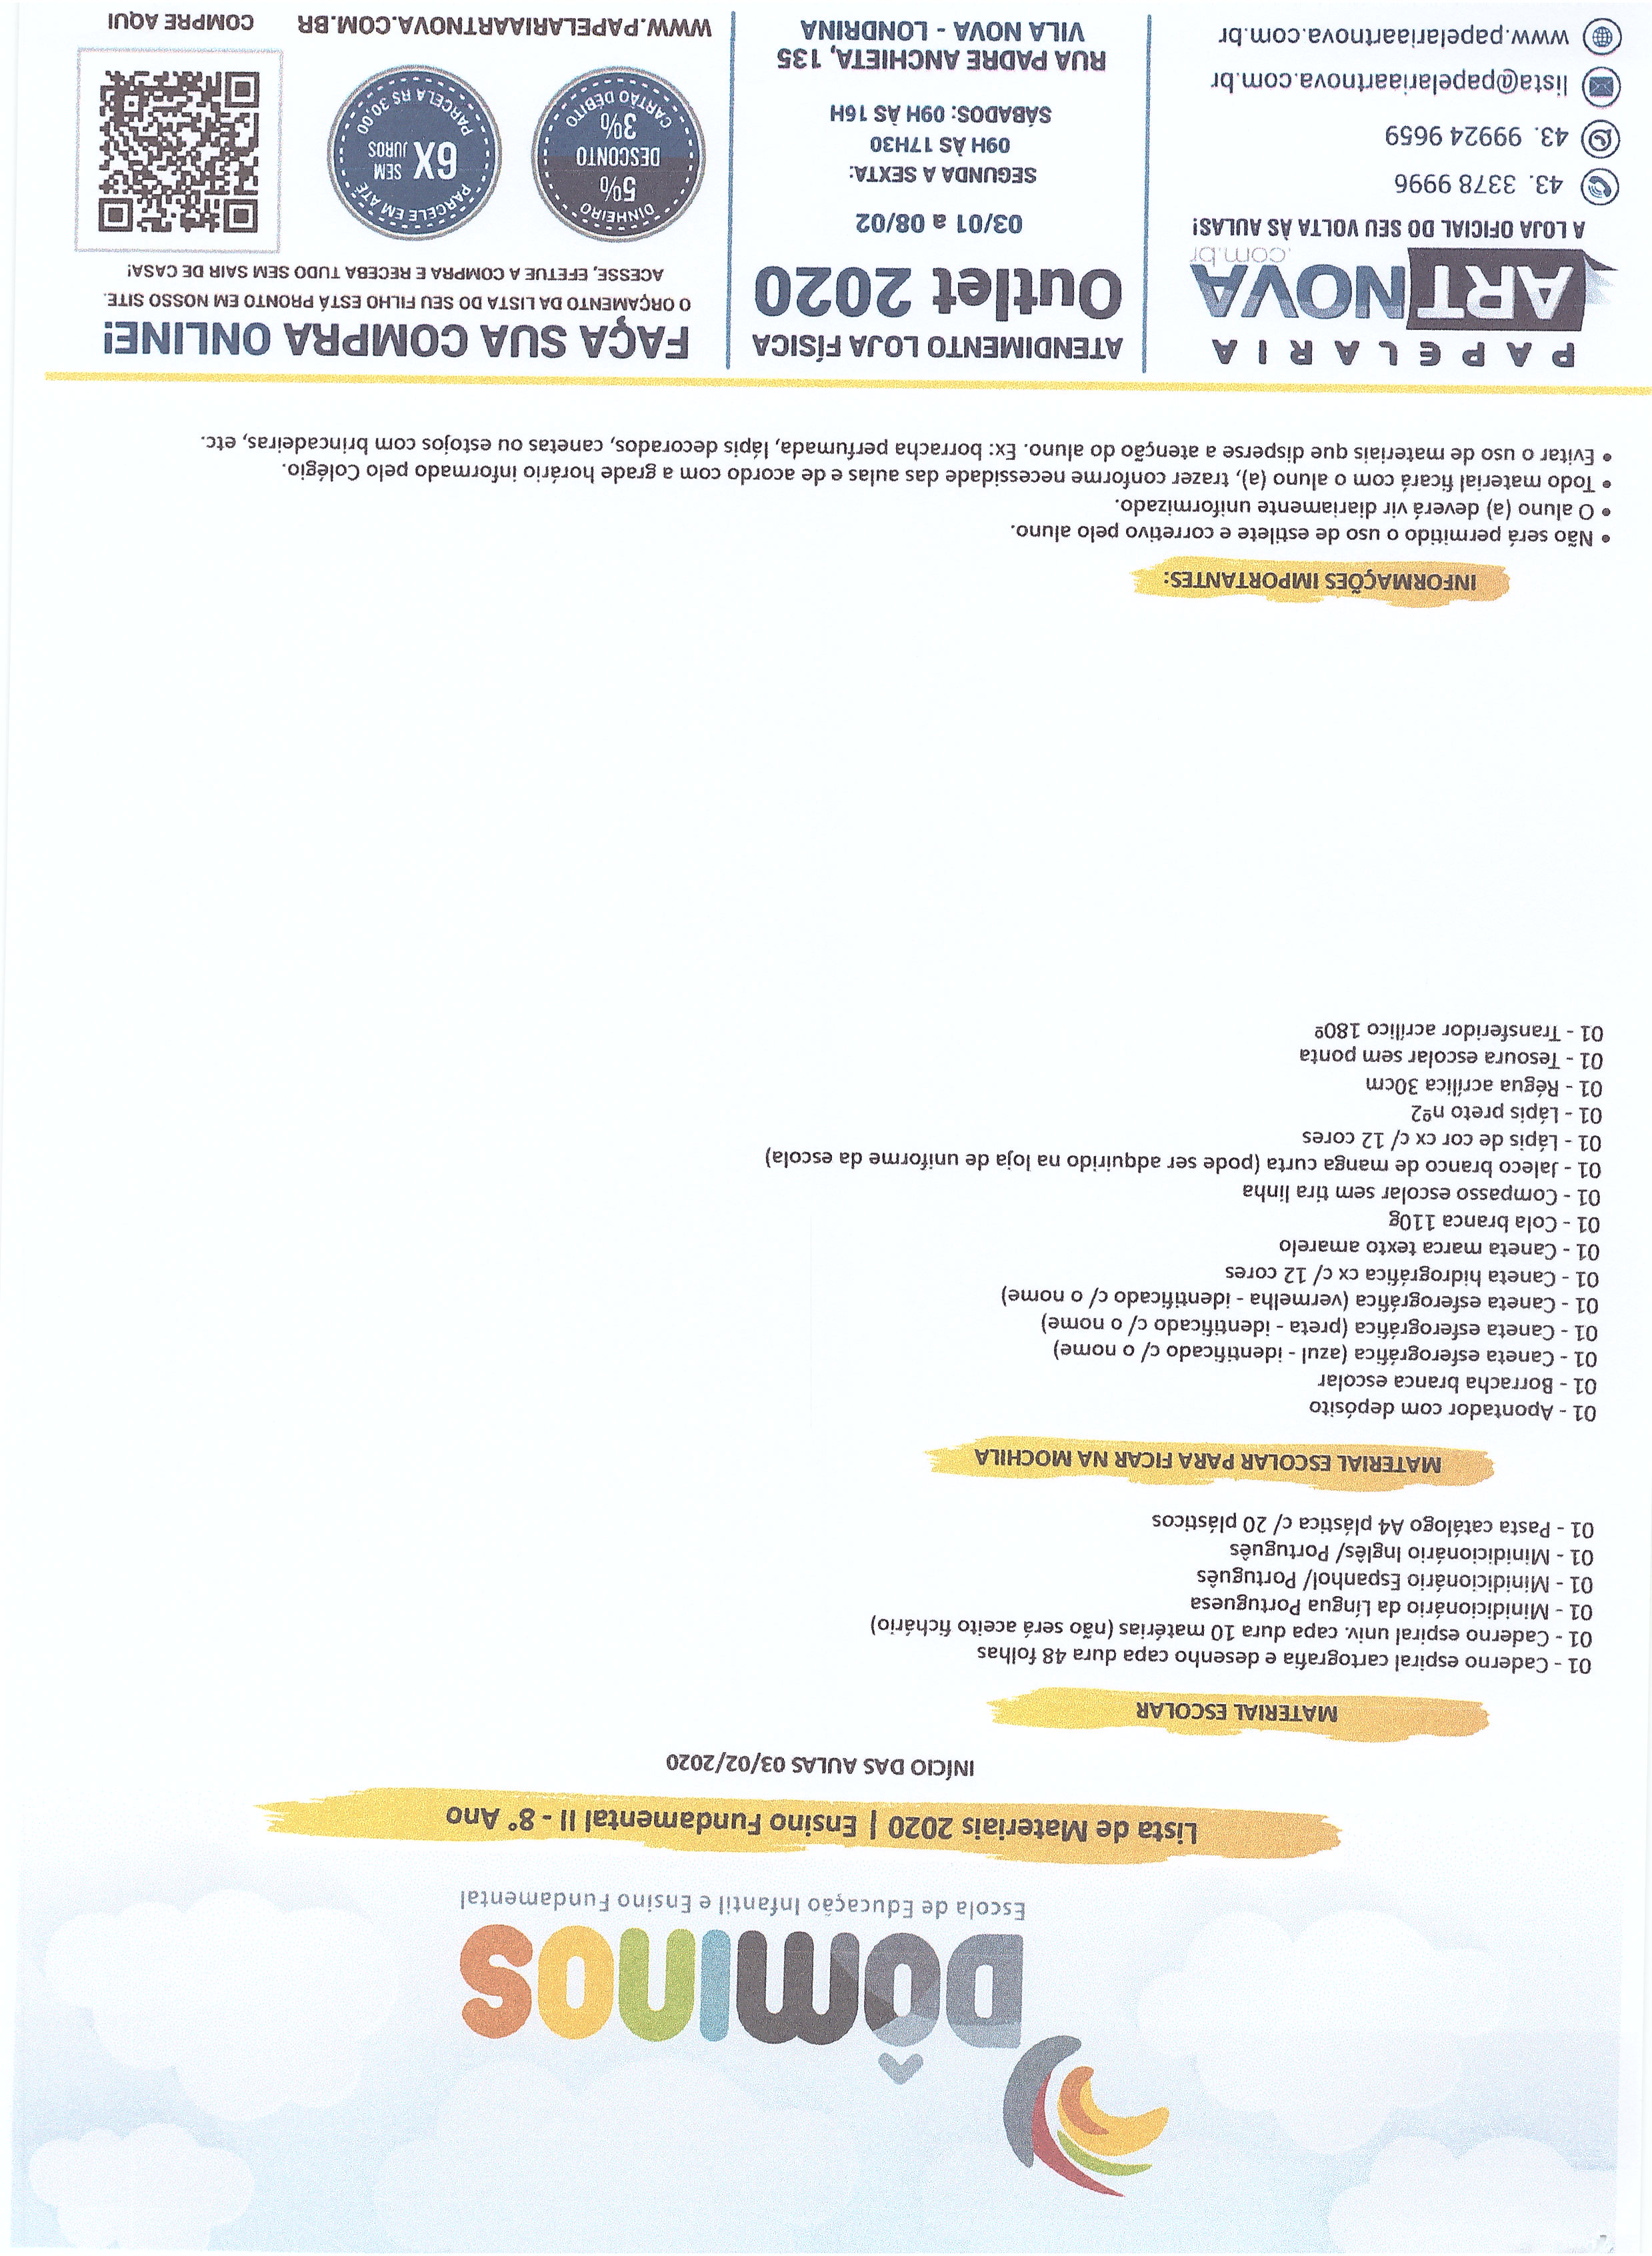 DÔMINOS
Escola de Educação Infantil e Ensino Fundamental
Lista de Materiais 2020 | Ensino Fundamental II - 8° Ano
INÍCIO DAS AULAS 03/02/2020
MATERIAL ESCOLAR
01 - Caderno espiral cartografia e desenho capa dura 48 folhas
01 - Caderno espiral univ. capa dura 10 matérias (não será aceito fichário)
01 - Minidicionário da Língua Portuguesa
01 - Minidicionário Espanhol/ Português
01 - Minidicionário Inglês/ Português
01 - Pasta catálogo A4 plástica c/ 20 plásticos
MATERIAL ESCOLAR PARA FICAR NA MOCHILA
01 - Apontador com depósito
01 - Borracha branca escolar
01 - Caneta esferográfica (azul - identificado c/ o nome)
01 - Caneta esferográfica (preta - identificado c/ o nome)
01 - Caneta esferográfica (vermelha - identificado c/ o nome)
01 - Caneta hidrográfica cx c/ 12 cores
01 - Caneta marca texto amarelo
01 - Cola branca 110g
01 - Compasso escolar sem tira linha
01 - Jaleco branco de manga curta (pode ser adquirido na loja de uniforme da escola)
01 - Lápis de cor cx c/ 12 cores
01 - Lápis preto nº2
01 - Régua acrílica 30cm
01 - Tesoura escolar sem ponta
01 - Transferidor acrílico 180º
INFORMAÇÕES IMPORTANTES:
• Não será permitido o uso de estilete e corretivo pelo aluno.
• O aluno (a) deverá vir diariamente uniformizado.
• Todo material ficará com o aluno (a), trazer conforme necessidade das aulas e de acordo com a grade horário informado pelo Colégio.
• Evitar o uso de materiais que disperse a atenção do aluno. Ex: borracha perfumada, lápis decorados, canetas ou estojos com brincadeiras, etc.
PAPELARIA
ARTNOVA
.com.br
A LOJA OFICIAL DO SEU VOLTA ÀS AULAS!
43. 3378 9996
43. 99924 9659
lista@papelariaartnova.com.br
www.papelariaartnova.com.br
ATENDIMENTO LOJA FÍSICA
Outlet 2020
03/01 a 08/02
SEGUNDA A SEXTA:
09H ÀS 17H30
SÁBADOS: 09H ÀS 16H
RUA PADRE ANCHIETA, 135
VILA NOVA - LONDRINA
FAÇA SUA COMPRA ONLINE!
O ORÇAMENTO DA LISTA DO SEU FILHO ESTÁ PRONTO EM NOSSO SITE.
ACESSE, EFETUE A COMPRA E RECEBA TUDO SEM SAIR DE CASA!
DINHEIRO
5%
DESCONTO
3%
CARTÃO DÉBITO
PARCELE EM ATÉ
6X SEM JUROS
PARCELA R$ 30,00
WWW.PAPELARIAARTNOVA.COM.BR
COMPRE AQUI